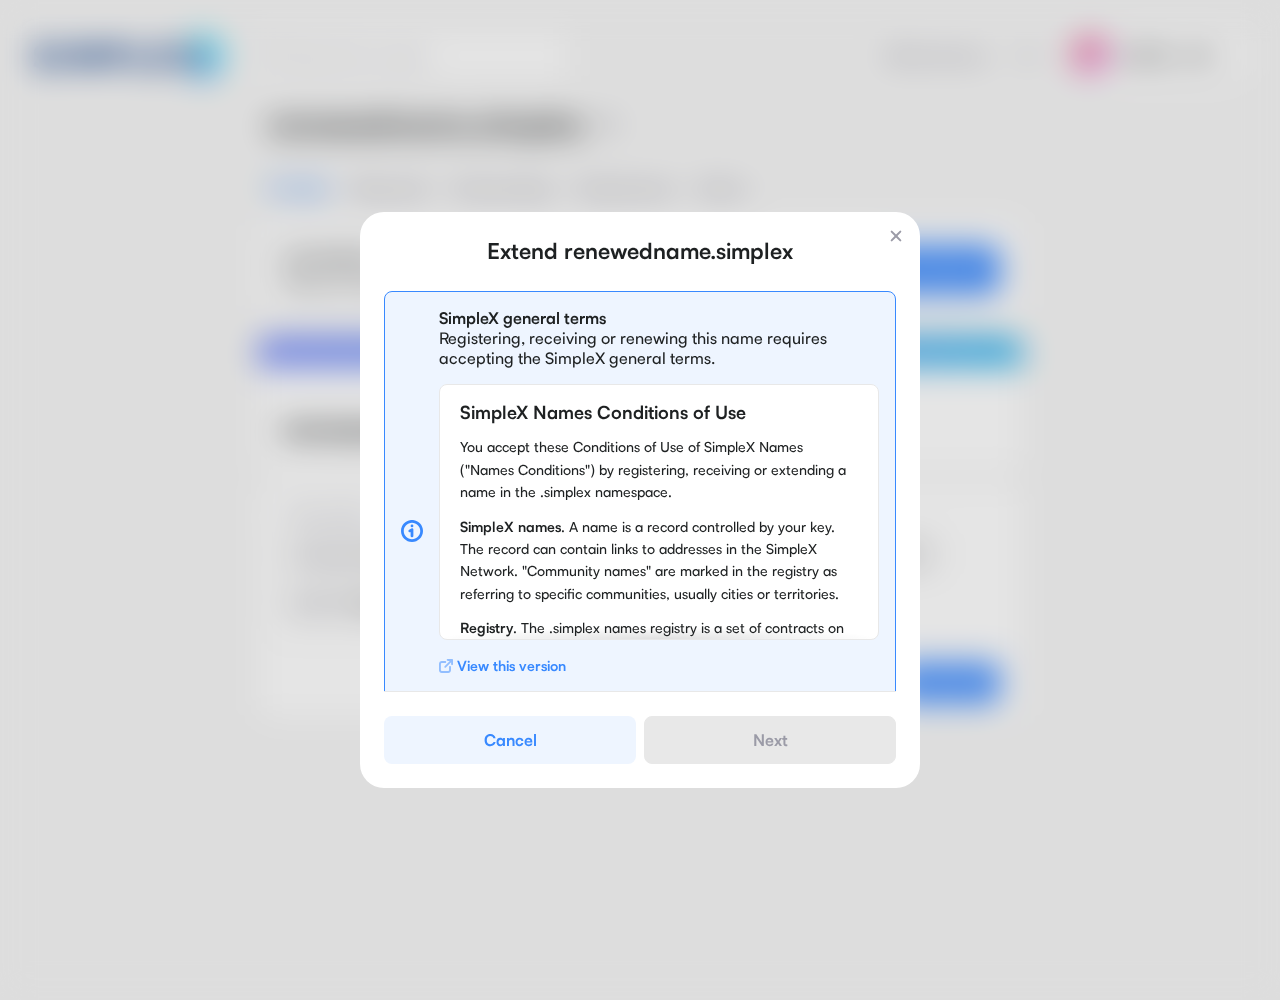 Extend renewedname.simplex
SimpleX general terms
Registering, receiving or renewing this name requires
accepting the SimpleX general terms.
SimpleX Names Conditions of Use
You accept these Conditions of Use of SimpleX Names
("Names Conditions") by registering, receiving or extending a
name in the .simplex namespace.
SimpleX names. A name is a record controlled by your key.
The record can contain links to addresses in the SimpleX
Network. "Community names" are marked in the registry as
referring to specific communities, usually cities or territories.
Registry. The .simplex names registry is a set of contracts on
View this version
Cancel
Next